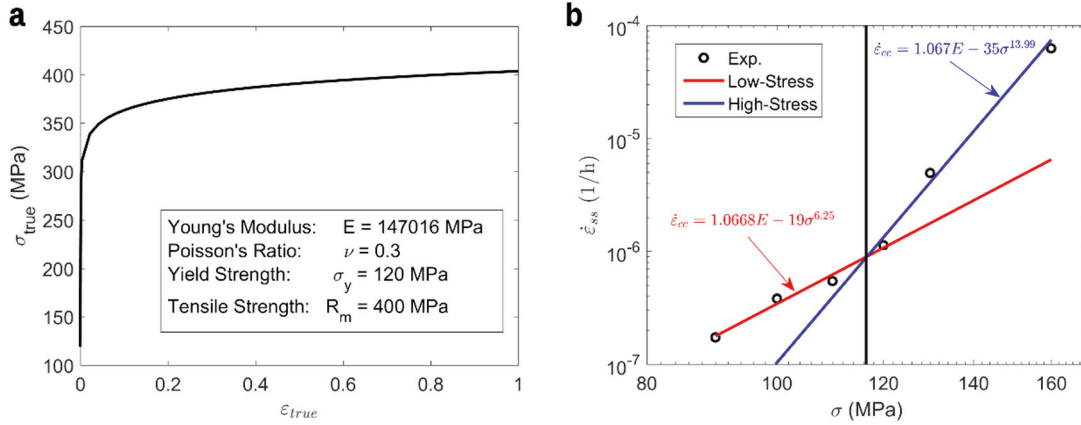 a
450
400
350
300
250
200
150
100
σtrue (MPa)
Young's Modulus: E = 147016 MPa
Poisson's Ratio: ν = 0.3
Yield Strength: σy = 120 MPa
Tensile Strength: Rm = 400 MPa
0 0.2 0.4 0.6 0.8 1
εtrue
b
10-4
10-5
10-6
10-7
ε̇ss (1/h)
Exp.
Low-Stress
High-Stress
ε̇cc = 1.067E − 35σ13.99
ε̇cc = 1.0668E − 19σ6.25
80 100 120 140 160
σ (MPa)